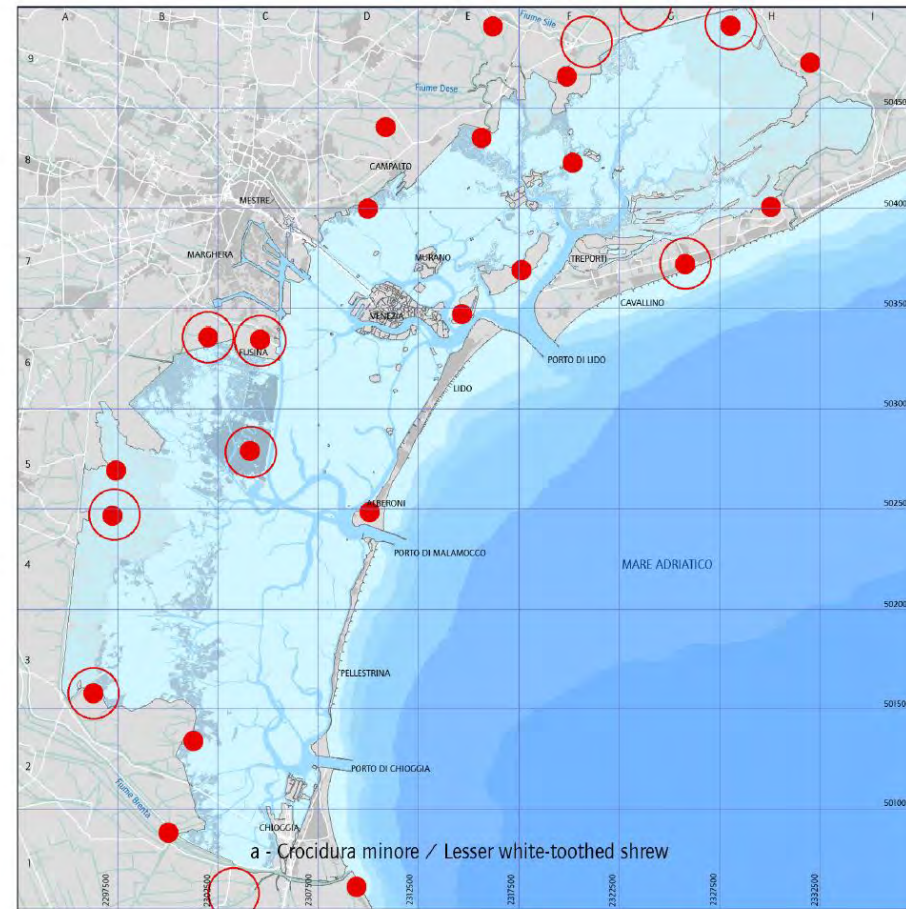 A B C D E F G H I
Fiume Sile
9
Fiume Dese
50450
8
CAMPALTO
MESTRE
50400
MARGHERA
MURANO
TREPORTI
7
CAVALLINO
VENEZIA
50350
FUSINA
PORTO DI LIDO
6
LIDO
50300
5
ALBERONI
50250
PORTO DI MALAMOCCO
4
MARE ADRIATICO
50200
3
PELLESTRINA
50150
2
PORTO DI CHIOGGIA
Fiume Brenta
50100
CHIOGGIA
a - Crocidura minore / Lesser white-toothed shrew
1
2297500
2307500
2312500
2317500
2322500
2327500
2332500